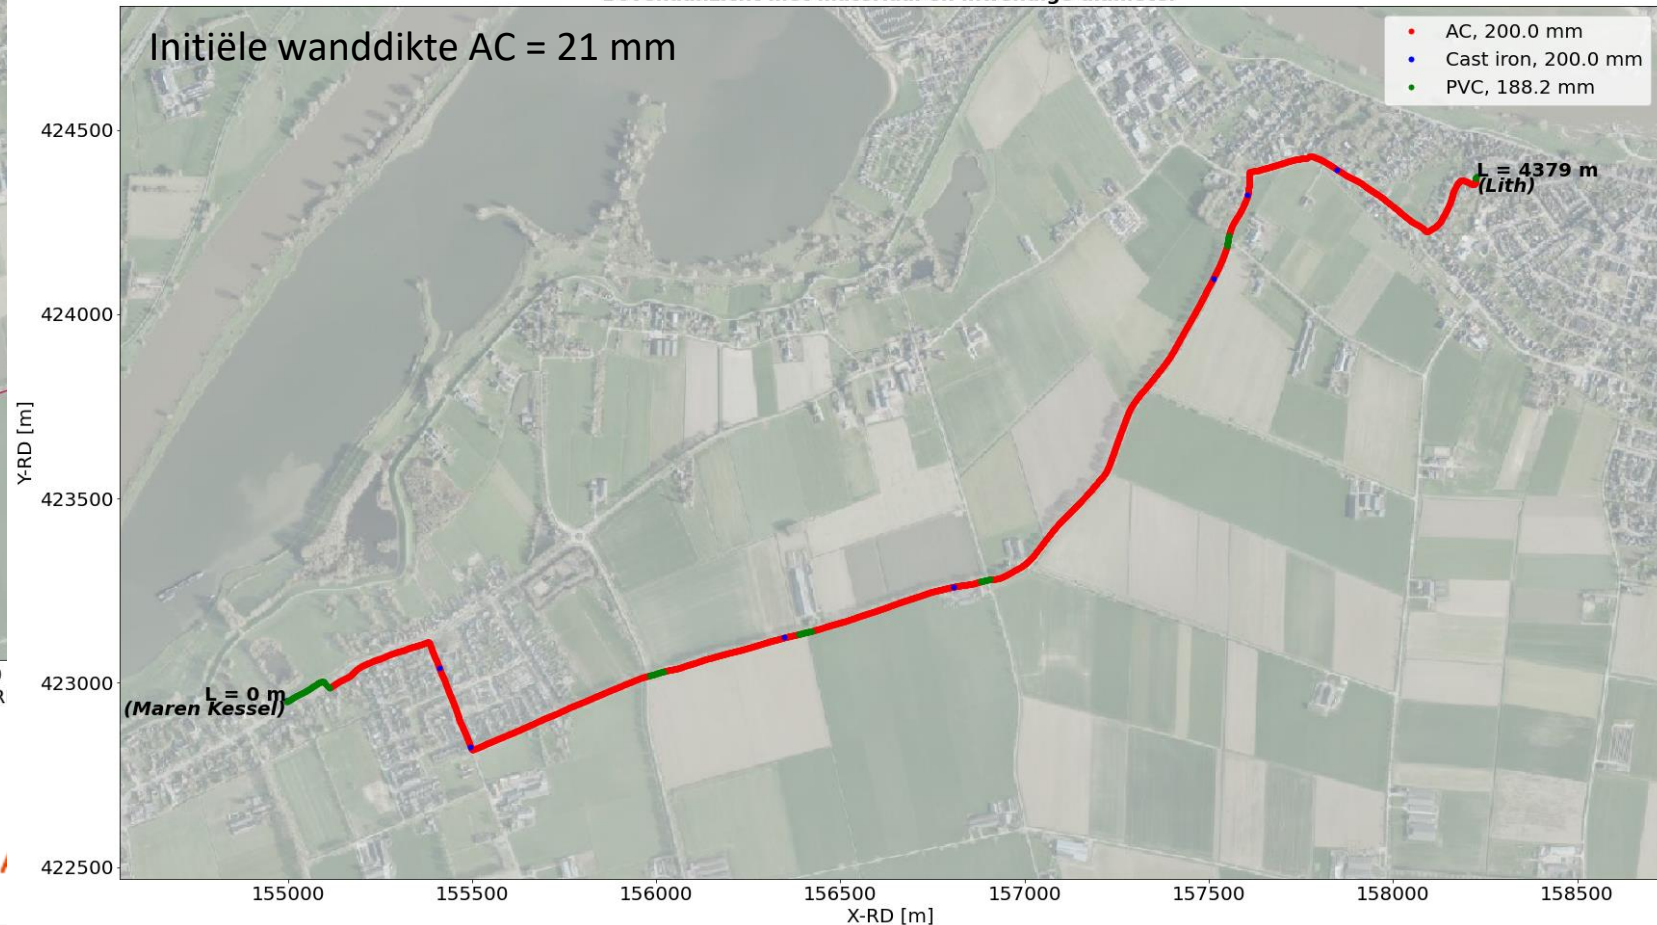 Initiële wanddikte AC = 21 mm
AC, 200.0 mm
Cast iron, 200.0 mm
PVC, 188.2 mm
424500
424000
423500
423000
422500
Y-RD [m]
L = 4379 m
(Lith)
L = 0 m
(Maren Kessel)
155000
155500
156000
156500
157000
157500
158000
158500
X-RD [m]